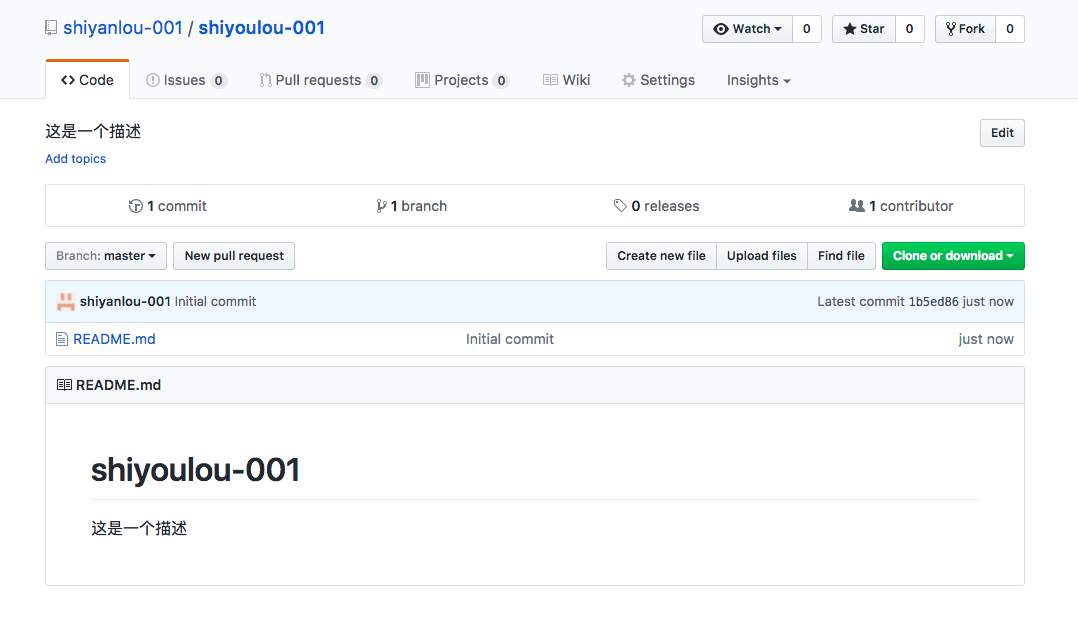 shiyanlou-001 / shiyoulou-001 Watch 0 Star 0 Fork 0
Code Issues 0 Pull requests 0 Projects 0 Wiki Settings Insights
这是一个描述 Edit
Add topics
1 commit 1 branch 0 releases 1 contributor
Branch: master New pull request Create new file Upload files Find file Clone or download
shiyanlou-001 Initial commit Latest commit 1b5ed86 just now
README.md Initial commit just now
README.md
shiyoulou-001
这是一个描述